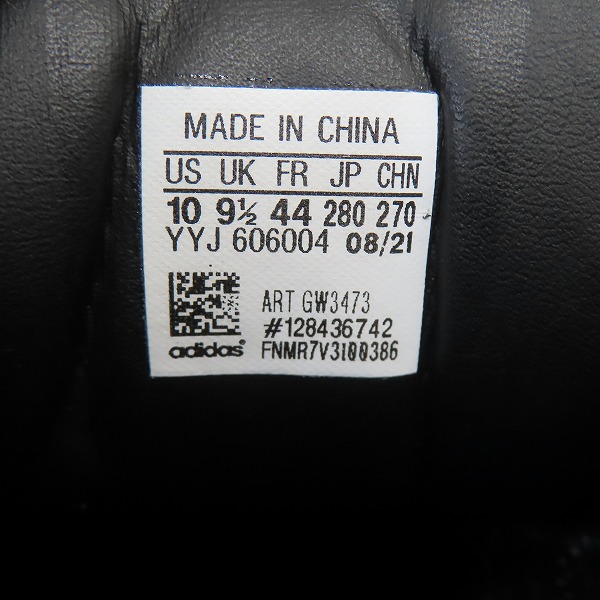 MADE IN CHINA
US UK FR JP CHN
10 9½ 44 280 270
YYJ 606004 08/21
ART GW3473
#128436742
adidas FNMR7V3100386